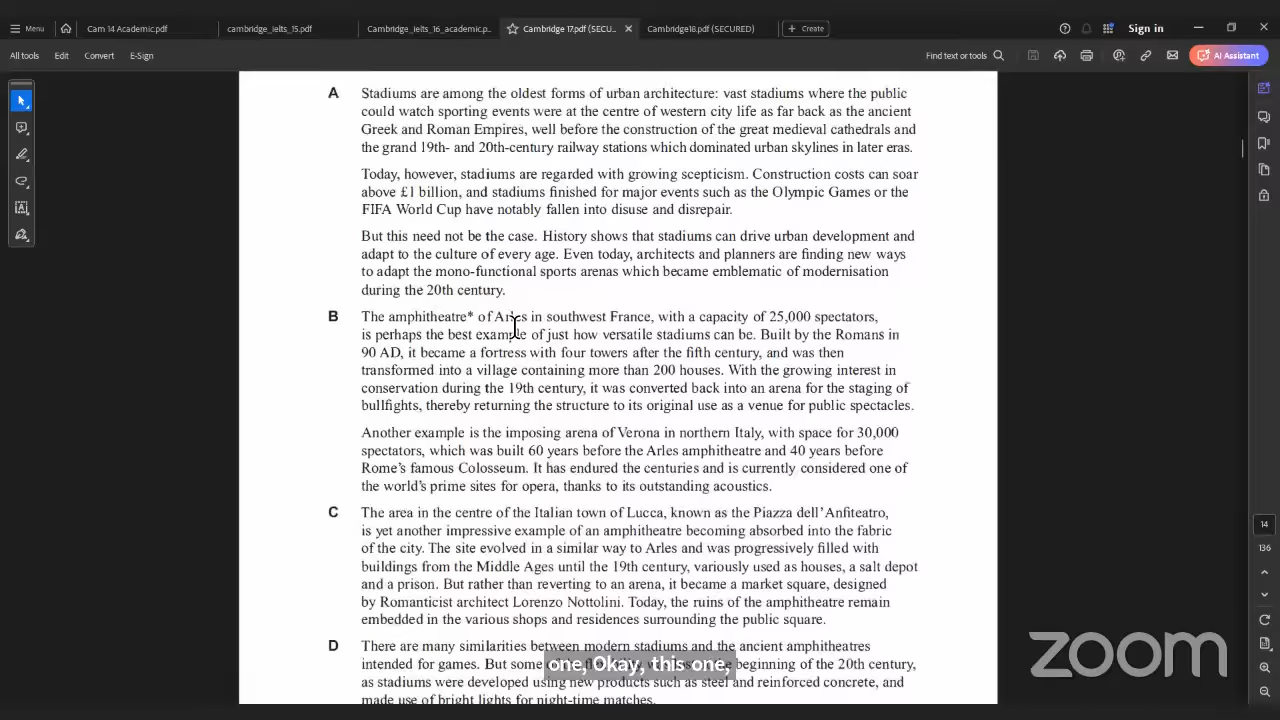 Menu
Cam 14 Academic.pdf
cambridge_ielts_15.pdf
Cambridge_ielts_16_academic.p...
Cambridge 17.pdf (SECU...
Cambridge18.pdf (SECURED)
Create
Sign in
All tools
Edit
Convert
E-Sign
Find text or tools
AI Assistant
A Stadiums are among the oldest forms of urban architecture: vast stadiums where the public
could watch sporting events were at the centre of western city life as far back as the ancient
Greek and Roman Empires, well before the construction of the great medieval cathedrals and
the grand 19th- and 20th-century railway stations which dominated urban skylines in later eras.
Today, however, stadiums are regarded with growing scepticism. Construction costs can soar
above £1 billion, and stadiums finished for major events such as the Olympic Games or the
FIFA World Cup have notably fallen into disuse and disrepair.
But this need not be the case. History shows that stadiums can drive urban development and
adapt to the culture of every age. Even today, architects and planners are finding new ways
to adapt the mono-functional sports arenas which became emblematic of modernisation
during the 20th century.
B The amphitheatre* of Arles in southwest France, with a capacity of 25,000 spectators,
is perhaps the best example of just how versatile stadiums can be. Built by the Romans in
90 AD, it became a fortress with four towers after the fifth century, and was then
transformed into a village containing more than 200 houses. With the growing interest in
conservation during the 19th century, it was converted back into an arena for the staging of
bullfights, thereby returning the structure to its original use as a venue for public spectacles.
Another example is the imposing arena of Verona in northern Italy, with space for 30,000
spectators, which was built 60 years before the Arles amphitheatre and 40 years before
Rome's famous Colosseum. It has endured the centuries and is currently considered one of
the world's prime sites for opera, thanks to its outstanding acoustics.
C The area in the centre of the Italian town of Lucca, known as the Piazza dell'Anfiteatro,
is yet another impressive example of an amphitheatre becoming absorbed into the fabric
of the city. The site evolved in a similar way to Arles and was progressively filled with
buildings from the Middle Ages until the 19th century, variously used as houses, a salt depot
and a prison. But rather than reverting to an arena, it became a market square, designed
by Romanticist architect Lorenzo Nottolini. Today, the ruins of the amphitheatre remain
embedded in the various shops and residences surrounding the public square.
D There are many similarities between modern stadiums and the ancient amphitheatres
intended for games. But some beginning of the 20th century,
as stadiums were developed using new products such as steel and reinforced concrete, and
made use of bright lights for night-time matches.
one, Okay, this one,
14
136
zoom